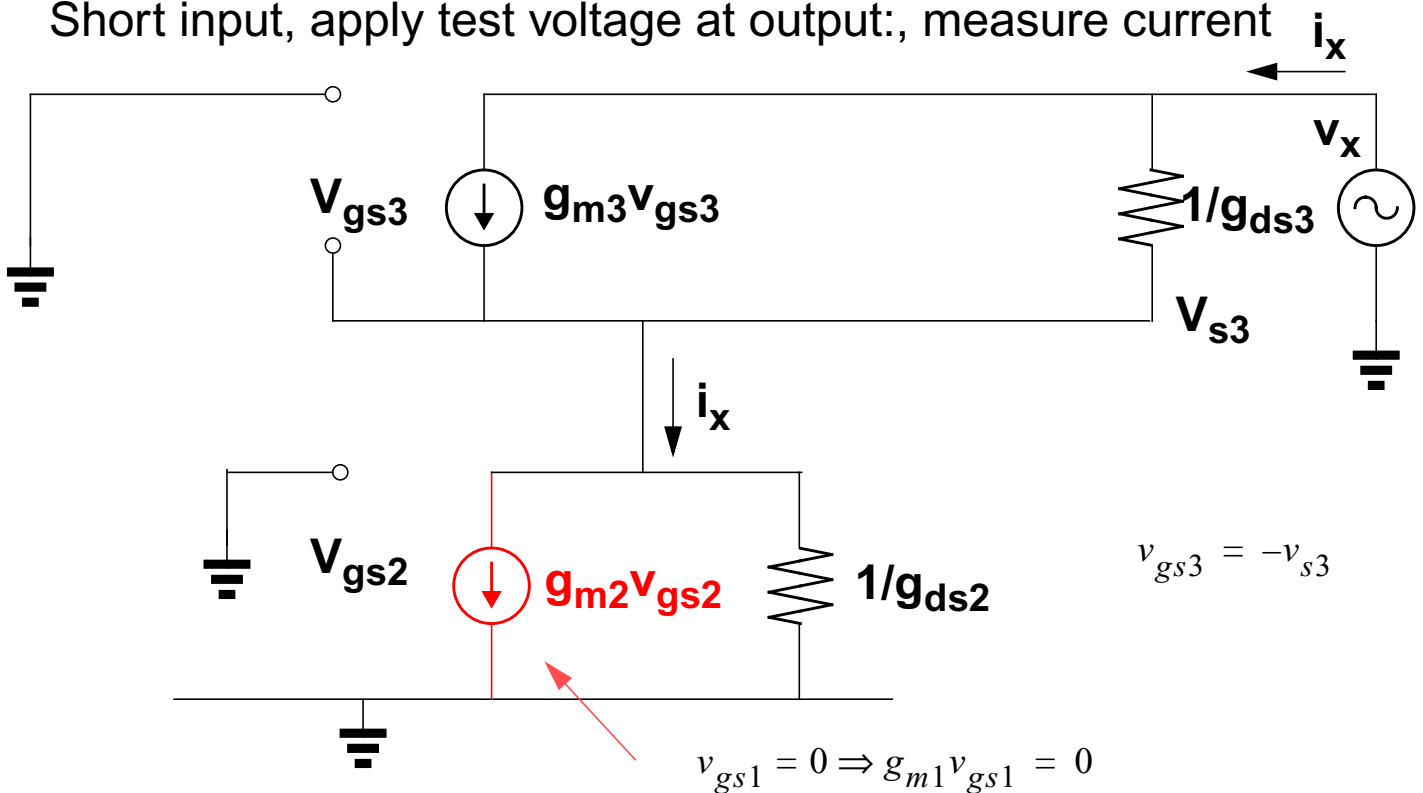 Short input, apply test voltage at output:, measure current
i_x
v_x
V_gs3
g_m3v_gs3
1/g_ds3
V_s3
i_x
V_gs2
g_m2v_gs2
1/g_ds2
v_gs3 = −v_s3
v_gs1 = 0 ⇒ g_m1v_gs1 = 0